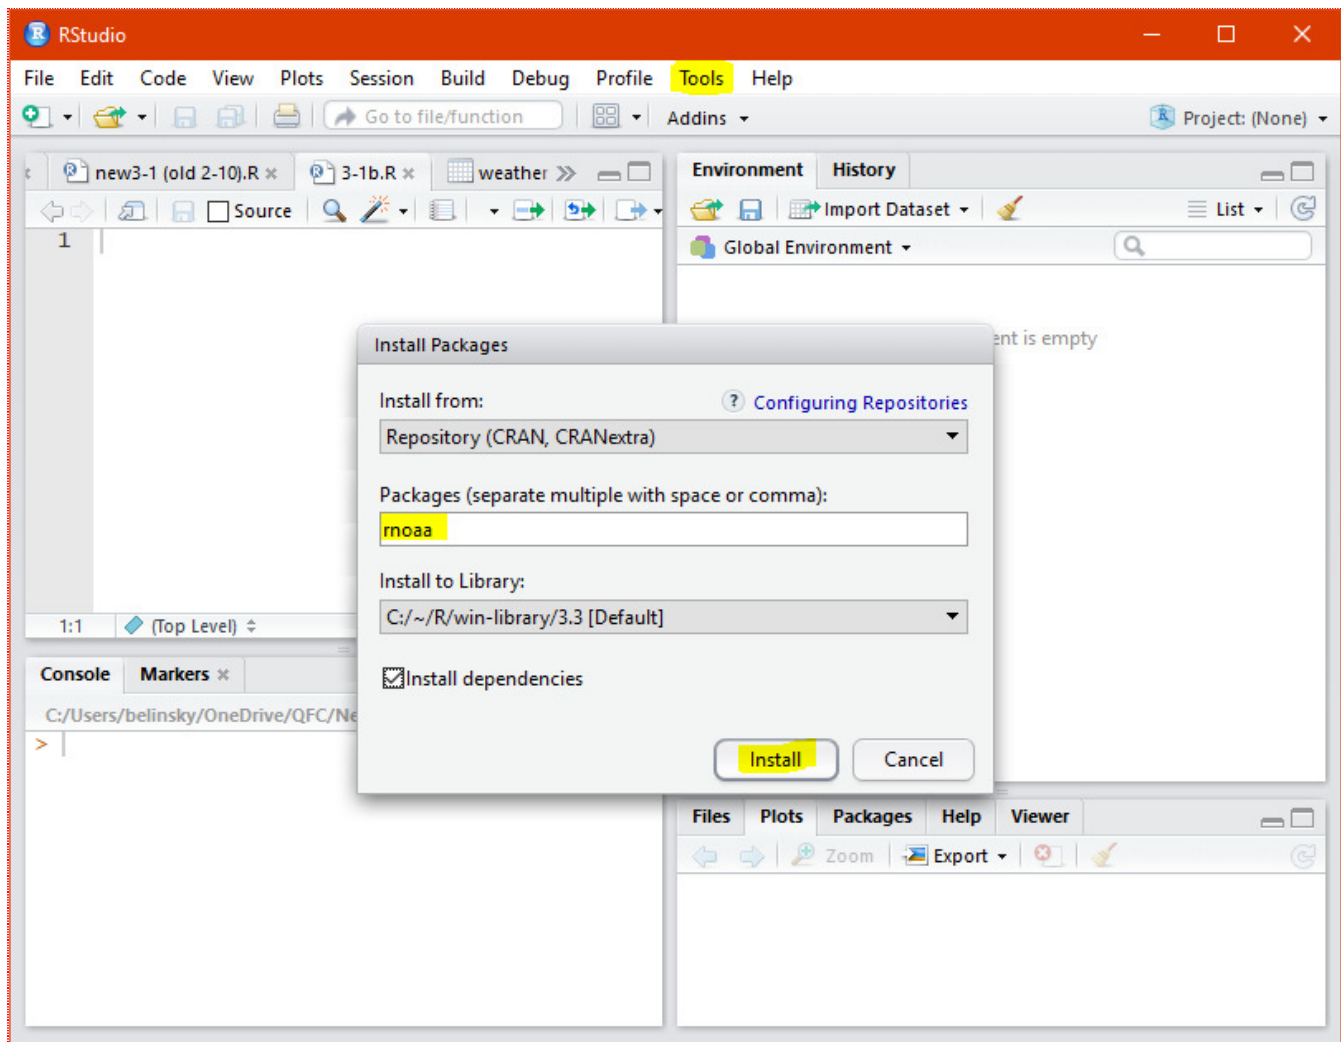 RStudio
File Edit Code View Plots Session Build Debug Profile Tools Help
Go to file/function Addins Project: (None)
new3-1 (old 2-10).R 3-1b.R weather
Source
1
1:1 (Top Level)
Console Markers
C:/Users/belinsky/OneDrive/QFC/Ne
>
Environment History
Import Dataset List
Global Environment
ent is empty
Install Packages
Install from: ? Configuring Repositories
Repository (CRAN, CRANextra)
Packages (separate multiple with space or comma):
rnoaa
Install to Library:
C:/~/R/win-library/3.3 [Default]
Install dependencies
Install Cancel
Files Plots Packages Help Viewer
Zoom Export